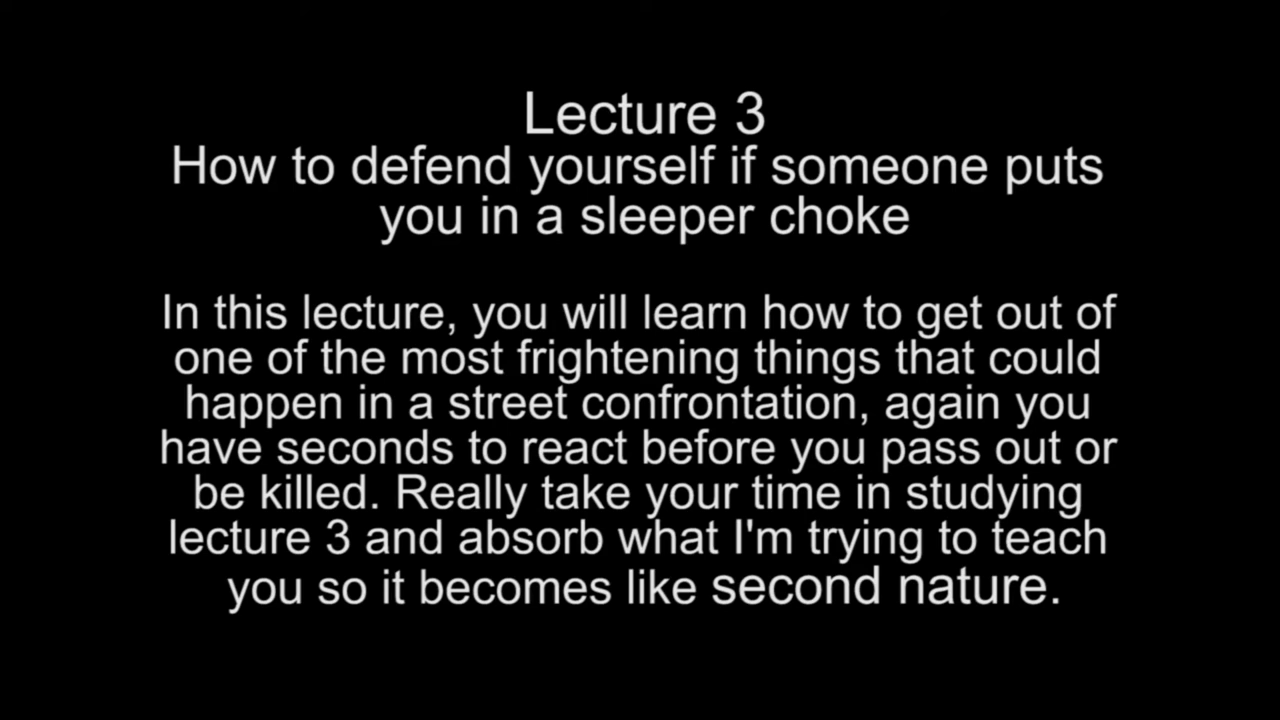 Lecture 3
How to defend yourself if someone puts
you in a sleeper choke
In this lecture, you will learn how to get out of
one of the most frightening things that could
happen in a street confrontation, again you
have seconds to react before you pass out or
be killed. Really take your time in studying
lecture 3 and absorb what I'm trying to teach
you so it becomes like second nature.